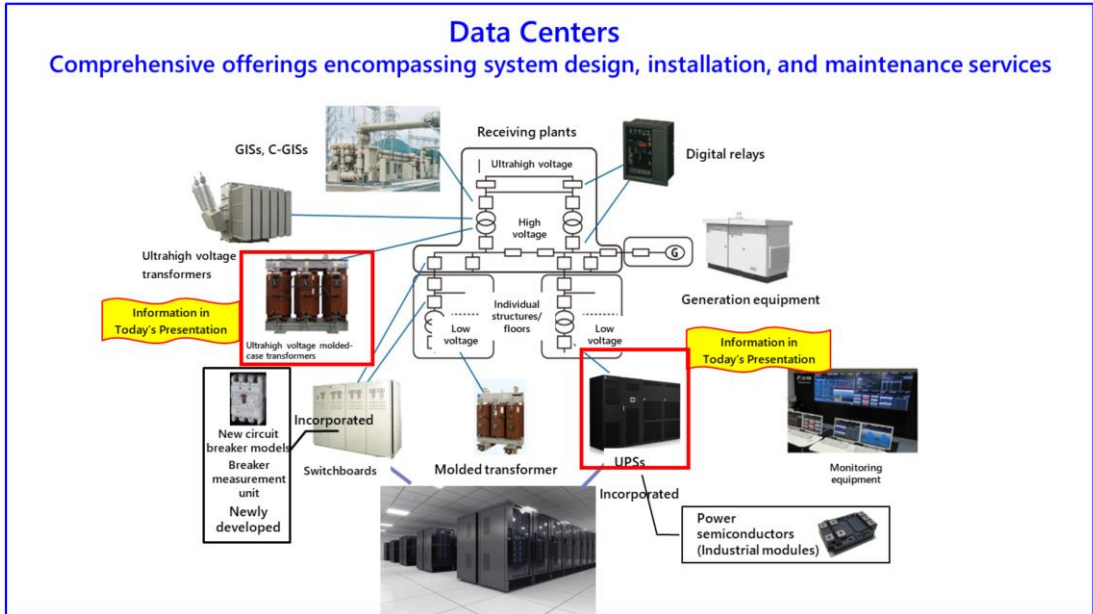 Data Centers
Comprehensive offerings encompassing system design, installation, and maintenance services
Receiving plants
GISs, C-GISs
Ultrahigh voltage
Digital relays
High
voltage
G
Ultrahigh voltage
transformers
Generation equipment
Information in
Today's Presentation
Individual
structures/
floors
Low
voltage
Low
voltage
Ultrahigh voltage molded-
case transformers
Information in
Today's Presentation
Incorporated
New circuit
breaker models
Breaker
measurement
unit
Newly
developed
Switchboards
Molded transformer
UPSs
Incorporated
Monitoring
equipment
Power
semiconductors
(Industrial modules)